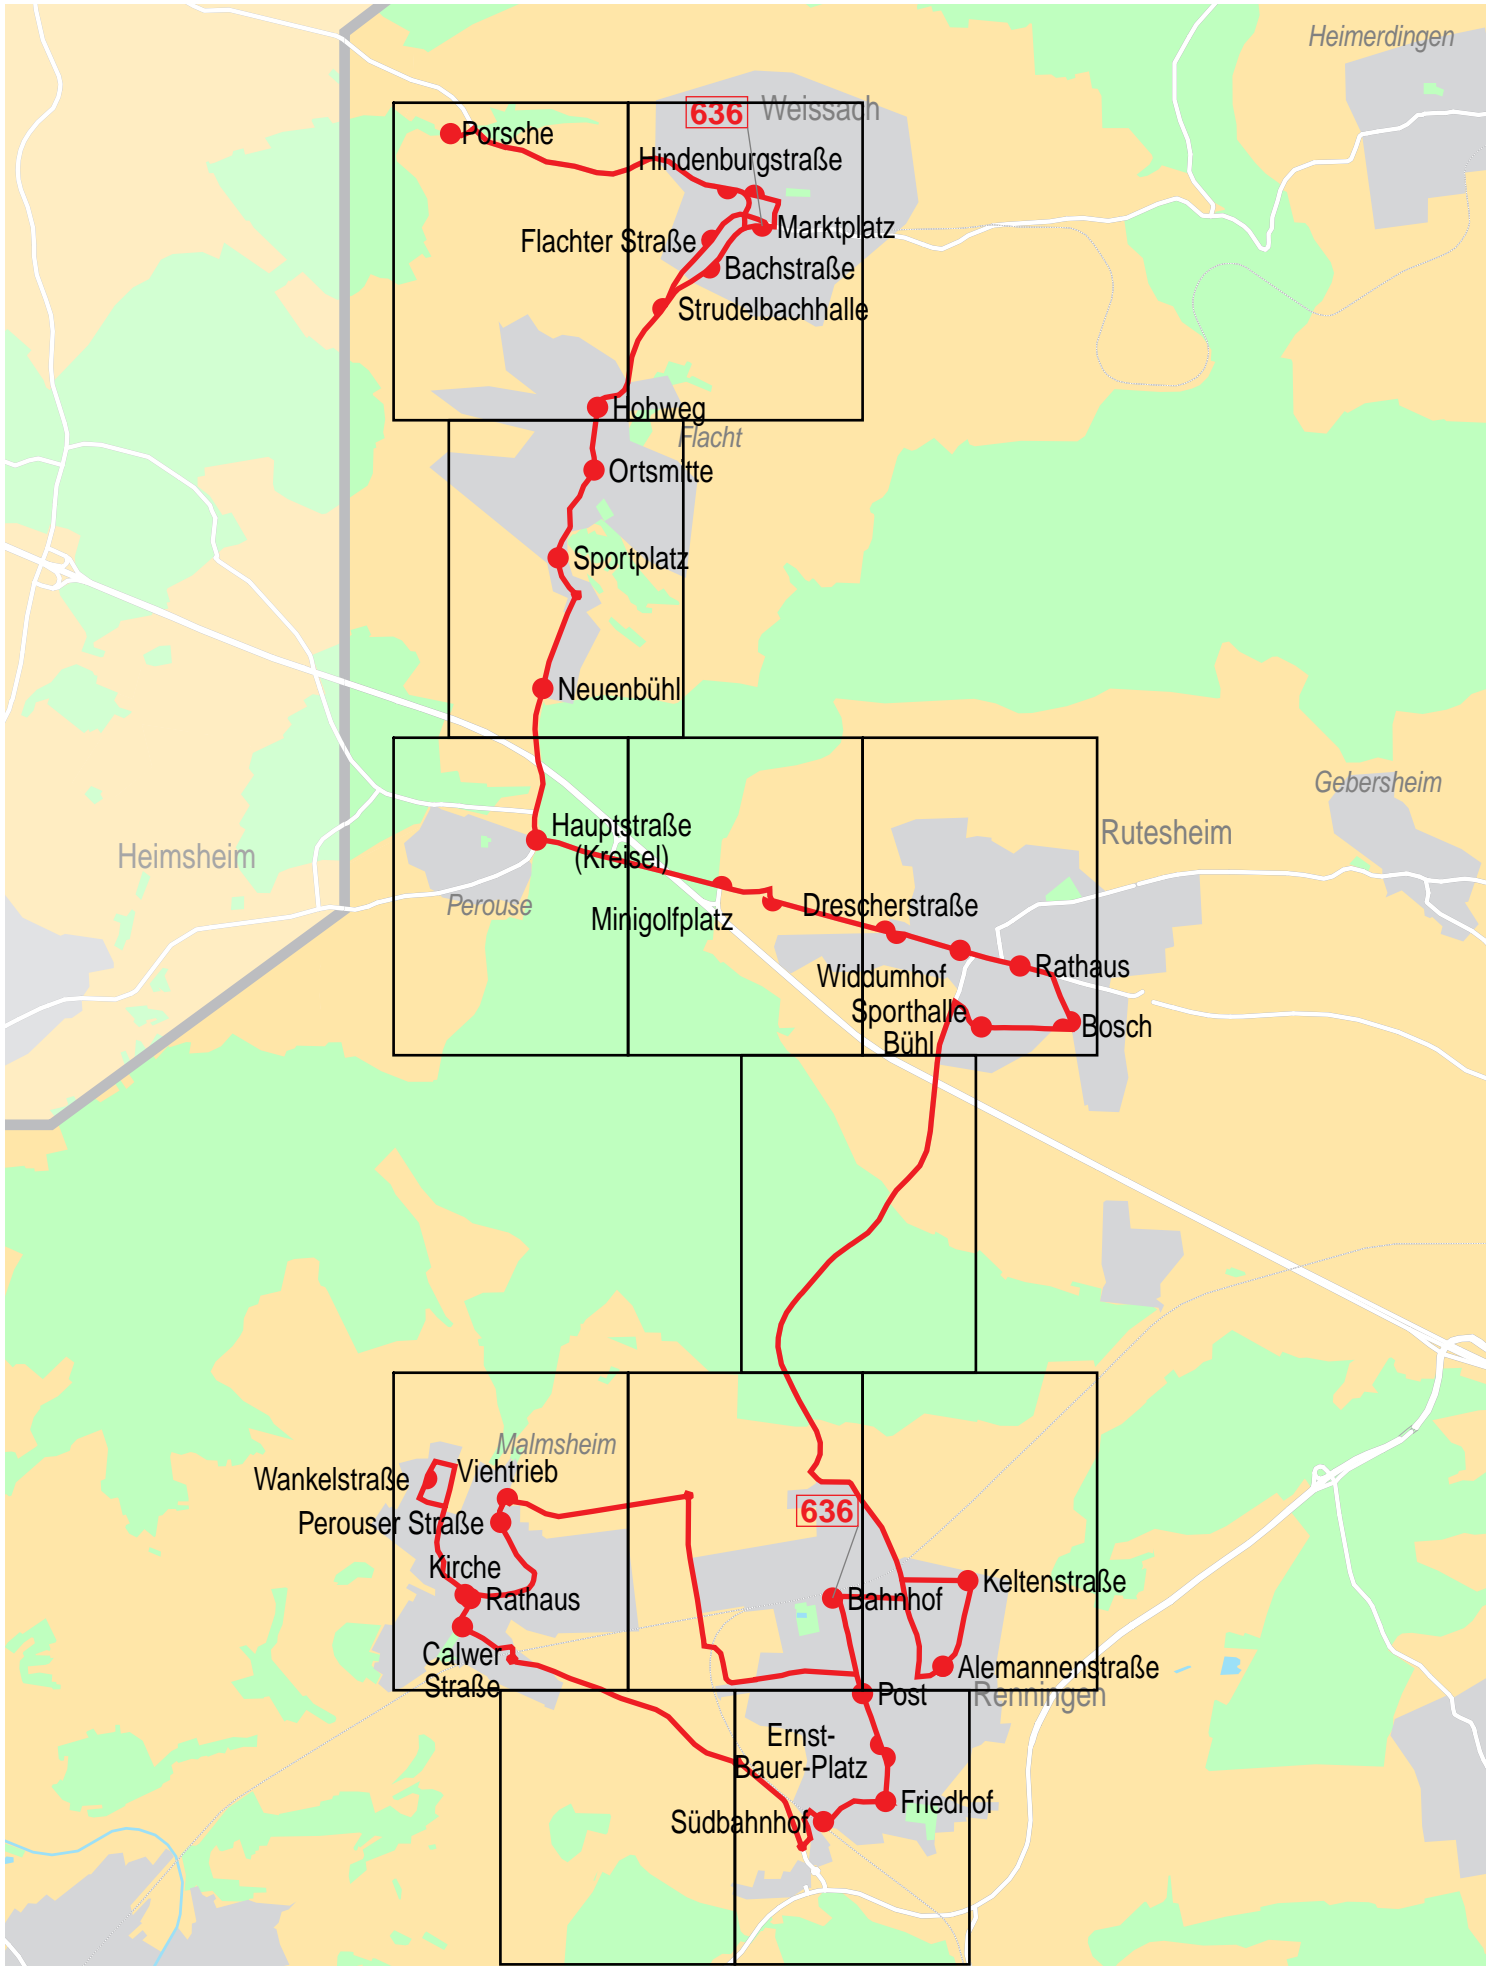 Heimerdingen
636
Weissach
Porsche
Hindenburgstraße
Marktplatz
Flachter Straße
Bachstraße
Strudelbachhalle
Hohweg
Flacht
Ortsmitte
Sportplatz
Neuenbühl
Gebersheim
Hauptstraße
(Kreisel)
Rutesheim
Heimsheim
Perouse
Minigolfplatz
Drescherstraße
Widdumhof
Rathaus
Sporthalle
Bühl
Bosch
Malmsheim
Wankelstraße
Viehtrieb
Perouser Straße
636
Kirche
Rathaus
Bahnhof
Keltenstraße
Calwer
Straße
Alemannenstraße
Post
Renningen
Ernst-
Bauer-Platz
Friedhof
Südbahnhof